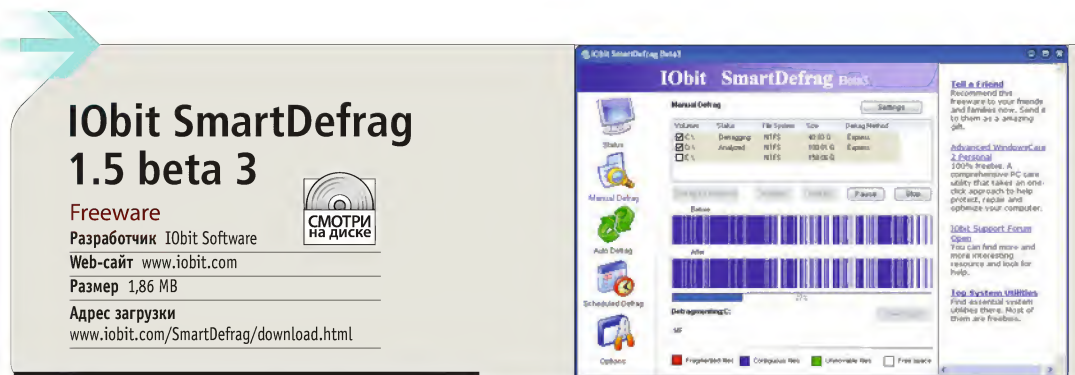 IObit SmartDefrag
1.5 beta 3
Freeware
СМОТРИ
на диске
Разработчик IObit Software
Web-сайт www.iobit.com
Размер 1,86 MB
Адрес загрузки
www.iobit.com/SmartDefrag/download.html
IObit SmartDefrag Beta3
IObit SmartDefrag Beta3
Manual Defrag
Settings
Volumes Status File System Size Defrag Method
C:\ Defragging NTFS Express
D:\ Analyzed NTFS Express
NTFS
Pause Stop
Before
After
27%
Defragmenting C:
Fragmented files Contiguous files Unmovable files Free space
Status
Manual Defrag
Auto Defrag
Scheduled Defrag
Options
Tell a Friend
Recommend this
freeware to your friends
and families now. Send it
to them as a amazing
gift.
Advanced WindowsCare
2 Personal
100% freebie. A
comprehensive PC care
utility that takes an one-
click approach to help
protect, repair and
optimize your computer.
IObit Support Forum
Open
You can find more and
more interesting
resource and look for
help.
Top System Utilities
Find essential system
utilities there. Most of
them are freebies.